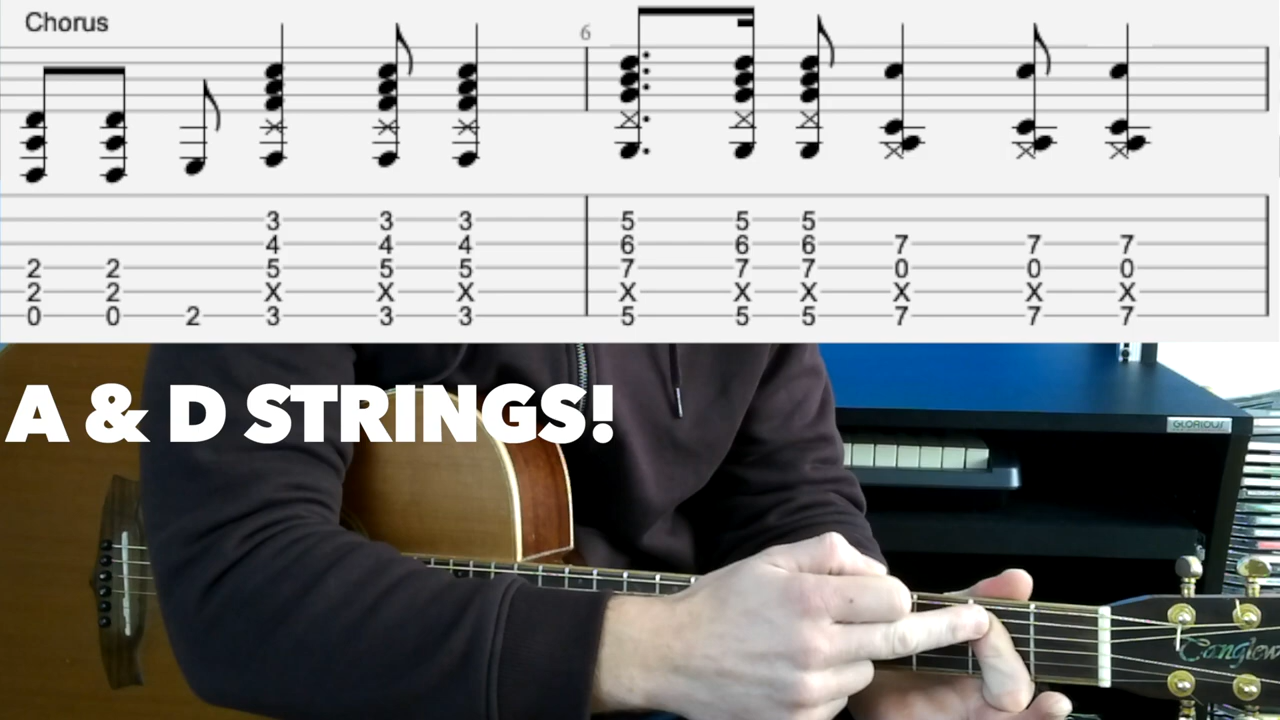 Chorus
6
3 3 3 5 5 5
4 4 4 6 6 6 7 7 7
2 2 5 5 5 7 7 7 0 0 0
2 2 X X X X X X X X X
0 0 2 3 3 3 5 5 5 7 7 7
A & D STRINGS!
GLORIOUS
Tanglew